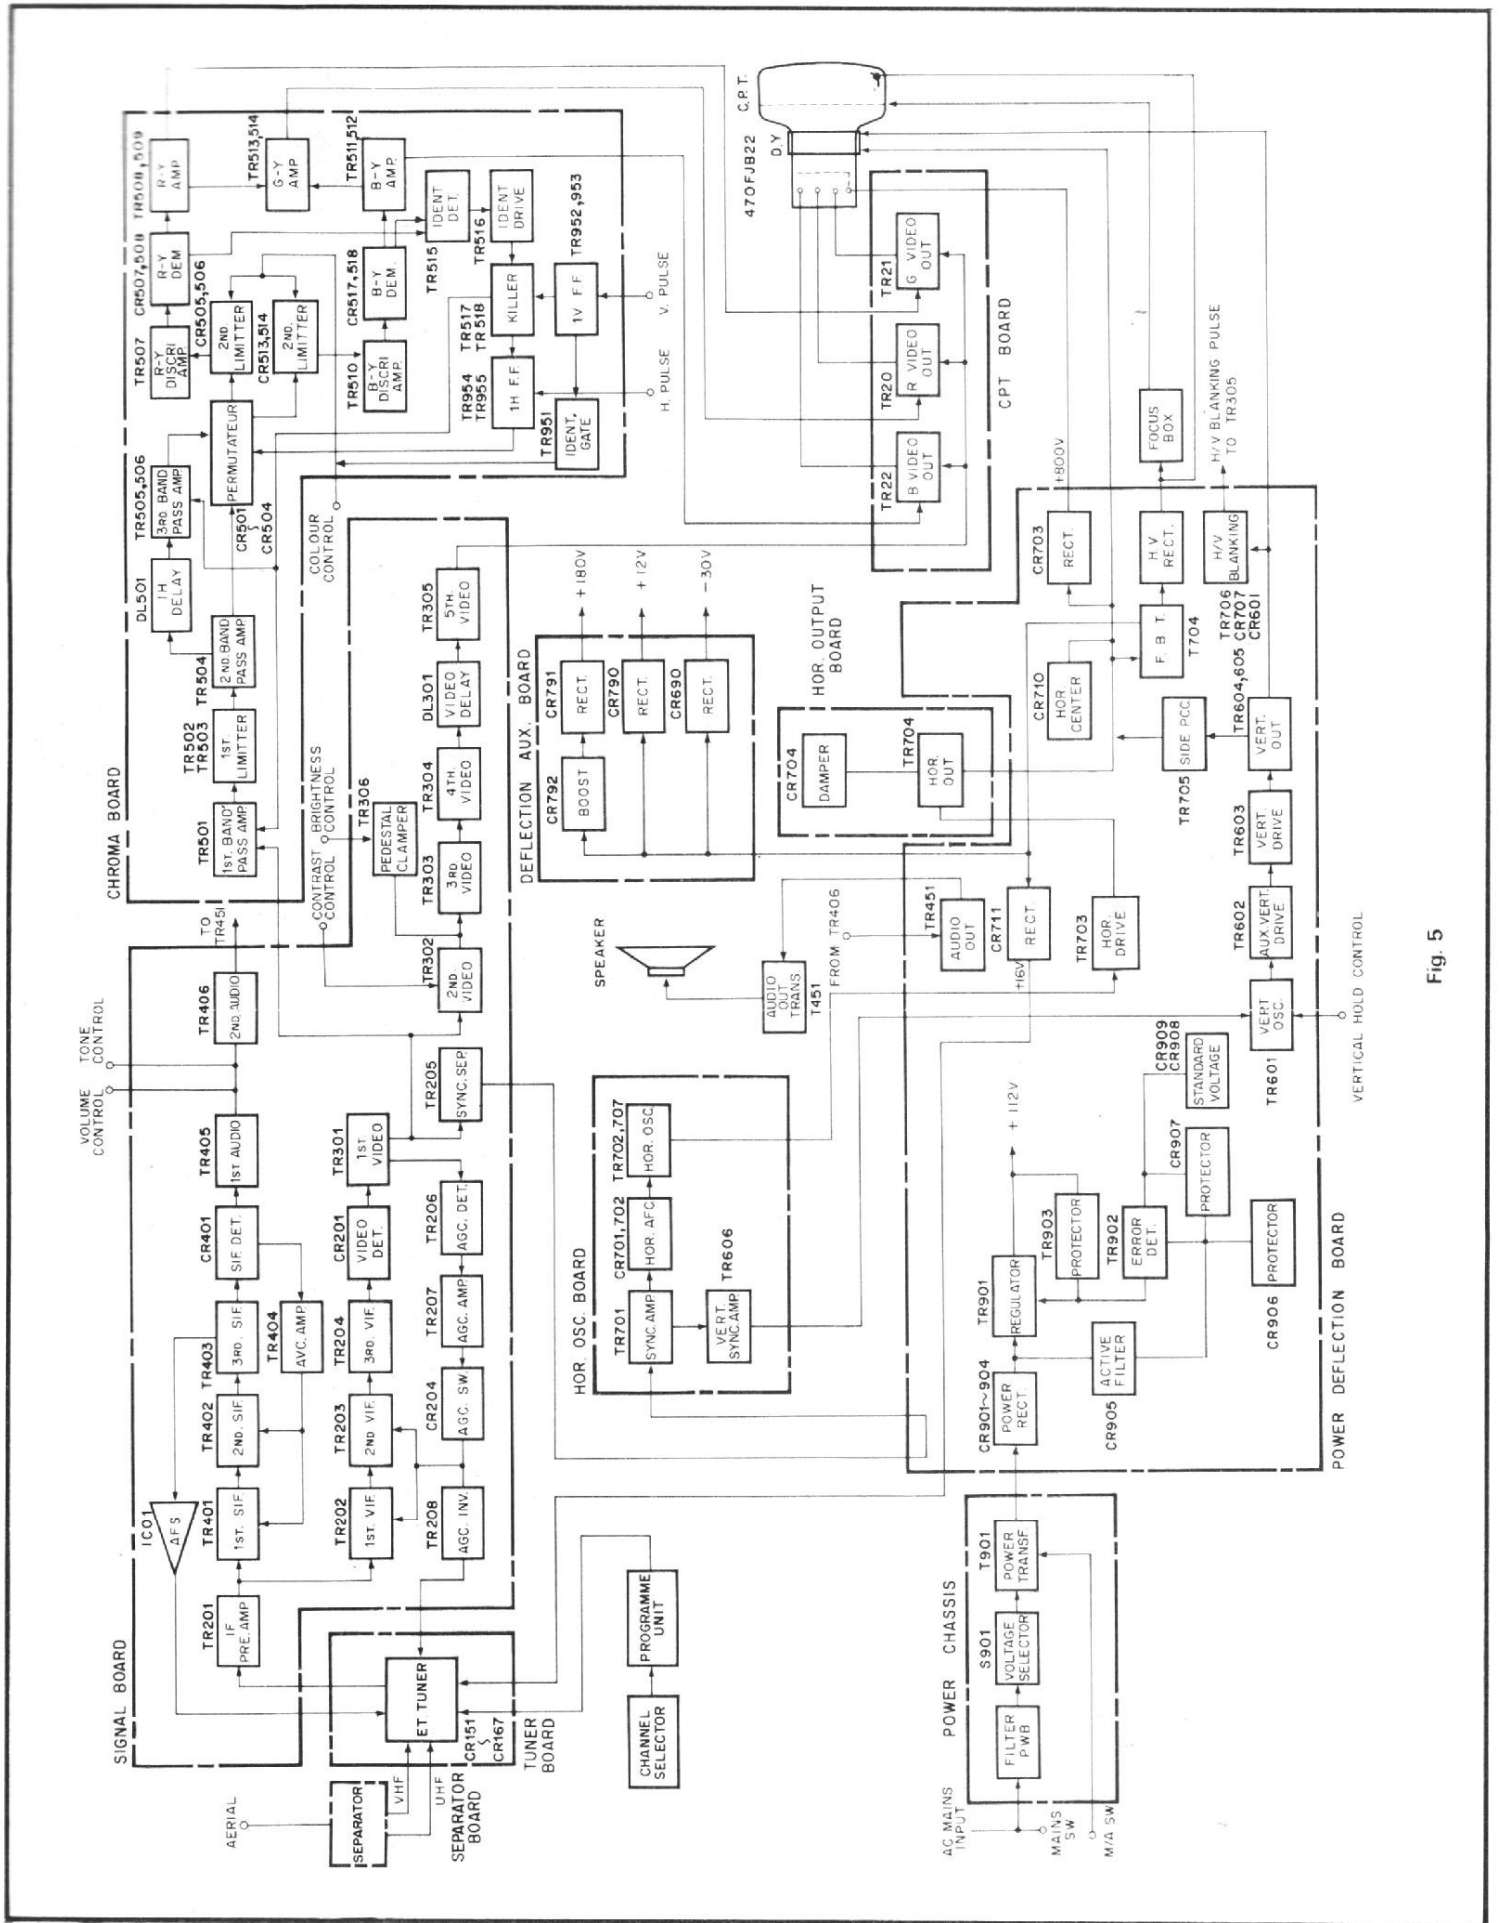 SIGNAL BOARD
VOLUME
CONTROL
TONE
CONTROL
IC01
AFS
TR201
IF
PRE.AMP
TR401
1ST. SIF.
TR402
2ND. SIF.
TR403
3RD. SIF.
TR404
AVC. AMP.
CR401
SIF. DET.
TR405
1ST AUDIO
TR406
2ND. AUDIO
TO
TR451
TR202
1ST. VIF.
TR203
2ND VIF.
TR204
3RD. VIF.
CR201
VIDEO
DET.
TR301
1ST
VIDEO
TR208
AGC. INV.
CR204
AGC. SW.
TR207
AGC. AMP.
TR206
AGC. DET.
TR205
SYNC. SEP.
CONTRAST
CONTROL
BRIGHTNESS
CONTROL
TR306
PEDESTAL
CLAMPER
TR302
2ND
VIDEO
TR303
3RD
VIDEO
TR304
4TH.
VIDEO
DL301
VIDEO
DELAY
TR305
5TH.
VIDEO
CHROMA BOARD
TR501
1ST. BAND
PASS AMP
TR502
TR503
1ST.
LIMITTER
TR504
2ND. BAND
PASS AMP
DL501
1H
DELAY
TR505,506
3RD. BAND
PASS AMP
PERMUTATEUR
CR501
~
CR504
COLOUR
CONTROL
TR507
R-Y
DISCRI
AMP.
CR505,506
2ND.
LIMITTER
CR513,514
2ND.
LIMITTER
TR510
B-Y
DISCRI
AMP.
CR507,508
R-Y
DEM
TR508,509
R-Y
AMP
TR513,514
G-Y
AMP.
CR517,518
B-Y
DEM.
TR511,512
B-Y
AMP.
TR515
IDENT
DET.
TR516
IDENT
DRIVE
TR517
TR518
KILLER
TR952,953
1V F.F
TR954
TR955
1H F.F.
TR951
IDENT.
GATE
H. PULSE
V. PULSE
AERIAL
SEPARATOR
SEPARATOR
BOARD
VHF
UHF
ET. TUNER
CR151
~
CR167
TUNER
BOARD
CHANNEL
SELECTOR
PROGRAMME
UNIT
HOR. OSC. BOARD
TR701
SYNC.AMP.
CR701,702
HOR. AFC
TR702,707
HOR. OSC.
VERT.
SYNC.AMP.
TR606
SPEAKER
AUDIO
OUT
TRANS
T451
FROM TR406
TR451
AUDIO
OUT
DEFLECTION AUX. BOARD
CR792
BOOST
CR791
RECT.
+180V
CR790
RECT.
+12V
CR690
RECT.
-30V
HOR. OUTPUT
BOARD
CR704
DAMPER
TR704
HOR.
OUT
CR711
RECT.
+16V
TR703
HOR.
DRIVE
CPT BOARD
TR22
B VIDEO
OUT
TR20
R VIDEO
OUT
TR21
G VIDEO
OUT
470FJB22
D.Y
C.P.T.
CR703
RECT.
+800V
CR710
HOR.
CENTER
F. B. T.
T704
H.V
RECT.
FOCUS
BOX
H/V
BLANKING
H/V BLANKING PULSE
TO TR305
TR706
CR707
CR601
TR705
SIDE PCC.
TR604,605
VERT.
OUT
TR603
VERT.
DRIVE
TR602
AUX.VERT.
DRIVE
TR601
VERT
OSC.
VERTICAL HOLD CONTROL
POWER DEFLECTION BOARD
CR901~904
POWER
RECT.
TR901
REGULATOR
+112V
TR903
PROTECTOR
TR902
ERROR
DET.
CR905
ACTIVE
FILTER
CR906
PROTECTOR
CR907
PROTECTOR
CR909
CR908
STANDARD
VOLTAGE
POWER CHASSIS
AC MAINS
INPUT
MAINS
SW
M/A SW
FILTER
PWB
S901
VOLTAGE
SELECTOR
T901
POWER
TRANSF.
Fig. 5